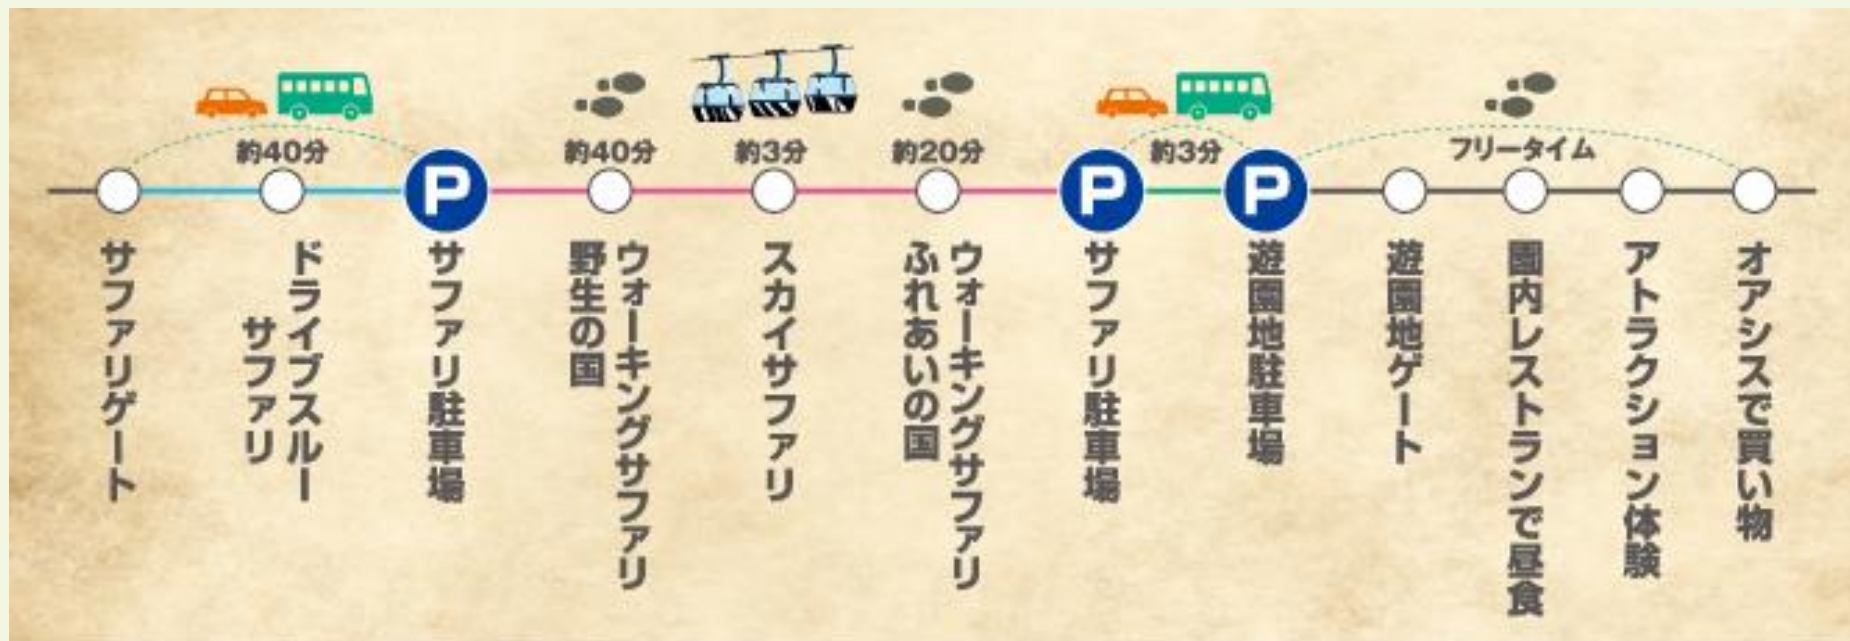 約40分
約40分
約3分
約20分
約3分
フリータイム
P
P
P
サファリゲート
ドライブスルー
サファリ
サファリ駐車場
ウォーキングサファリ
野生の国
スカイサファリ
ウォーキングサファリ
ふれあいの国
サファリ駐車場
遊園地駐車場
遊園地ゲート
園内レストランで昼食
アトラクション体験
オアシスで買い物